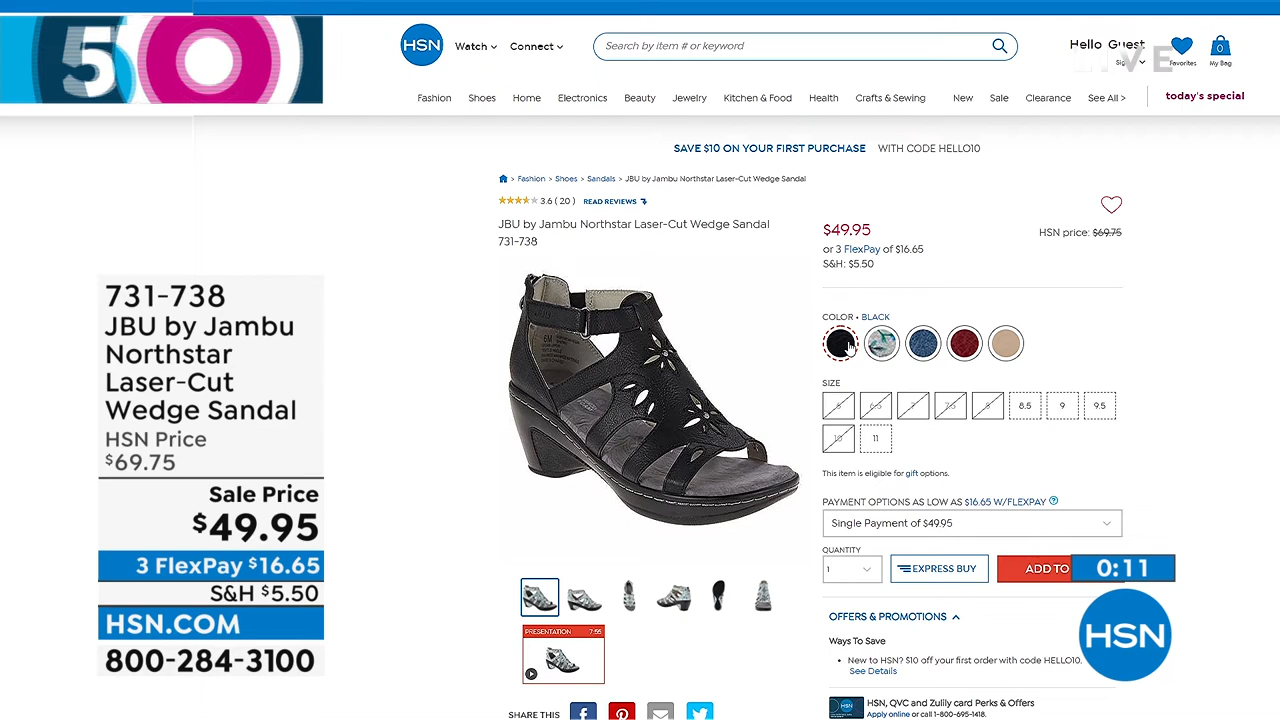 50
HSN
Watch
Connect
Search by item # or keyword
Hello Guest
LIVE
Favorites
0
My Bag
Fashion
Shoes
Home
Electronics
Beauty
Jewelry
Kitchen & Food
Health
Crafts & Sewing
New
Sale
Clearance
See All >
today's special
SAVE $10 ON YOUR FIRST PURCHASE WITH CODE HELLO10
> Fashion > Shoes > Sandals > JBU by Jambu Northstar Laser-Cut Wedge Sandal
3.6 ( 20 ) READ REVIEWS
JBU by Jambu Northstar Laser-Cut Wedge Sandal
731-738
$49.95
HSN price: $69.75
or 3 FlexPay of $16.65
S&H: $5.50
COLOR • BLACK
SIZE
6
6.5
7
7.5
8
8.5
9
9.5
10
11
This item is eligible for gift options.
PAYMENT OPTIONS AS LOW AS $16.65 W/FLEXPAY ?
Single Payment of $49.95
QUANTITY
1
EXPRESS BUY
ADD TO
0:11
OFFERS & PROMOTIONS
Ways To Save
• New to HSN? $10 off your first order with code HELLO10.
See Details
HSN
HSN, QVC and Zulily card Perks & Offers
Apply online or call 1-800-695-1418.
PRESENTATION 7:55
SHARE THIS
731-738
JBU by Jambu
Northstar
Laser-Cut
Wedge Sandal
HSN Price
$69.75
Sale Price
$49.95
3 FlexPay $16.65
S&H $5.50
HSN.COM
800-284-3100